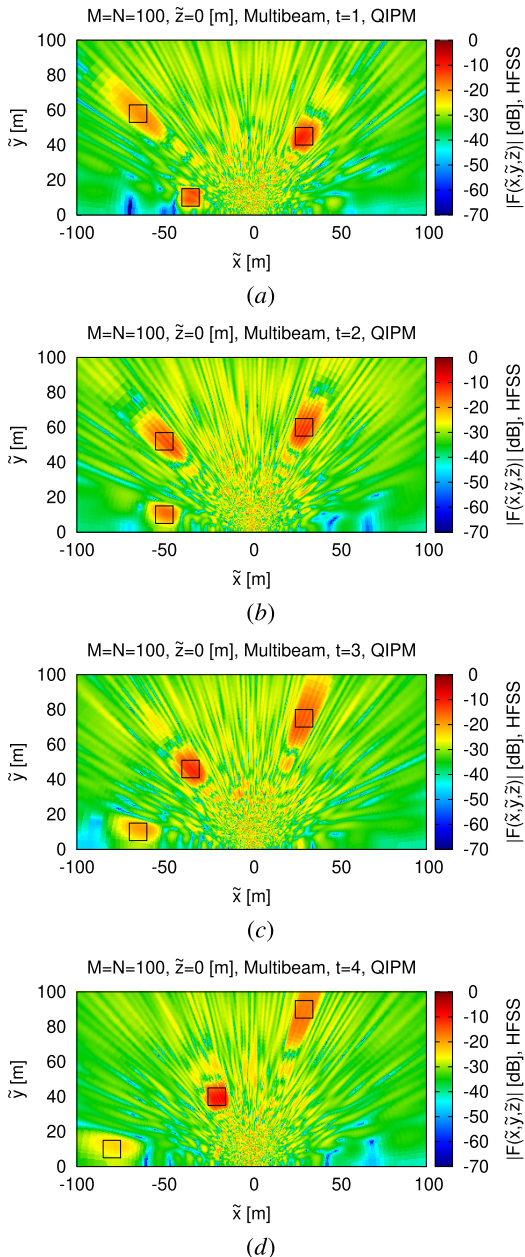 M=N=100, z̃=0 [m], Multibeam, t=1, QIPM
100
80
60
40
20
0
ỹ [m]
-100 -50 0 50 100
x̃ [m]
0
-10
-20
-30
-40
-50
-60
-70
|F(x̃,ỹ,z̃)| [dB], HFSS
(a)
M=N=100, z̃=0 [m], Multibeam, t=2, QIPM
100
80
60
40
20
0
ỹ [m]
-100 -50 0 50 100
x̃ [m]
0
-10
-20
-30
-40
-50
-60
-70
|F(x̃,ỹ,z̃)| [dB], HFSS
(b)
M=N=100, z̃=0 [m], Multibeam, t=3, QIPM
100
80
60
40
20
0
ỹ [m]
-100 -50 0 50 100
x̃ [m]
0
-10
-20
-30
-40
-50
-60
-70
|F(x̃,ỹ,z̃)| [dB], HFSS
(c)
M=N=100, z̃=0 [m], Multibeam, t=4, QIPM
100
80
60
40
20
0
ỹ [m]
-100 -50 0 50 100
x̃ [m]
0
-10
-20
-30
-40
-50
-60
-70
|F(x̃,ỹ,z̃)| [dB], HFSS
(d)